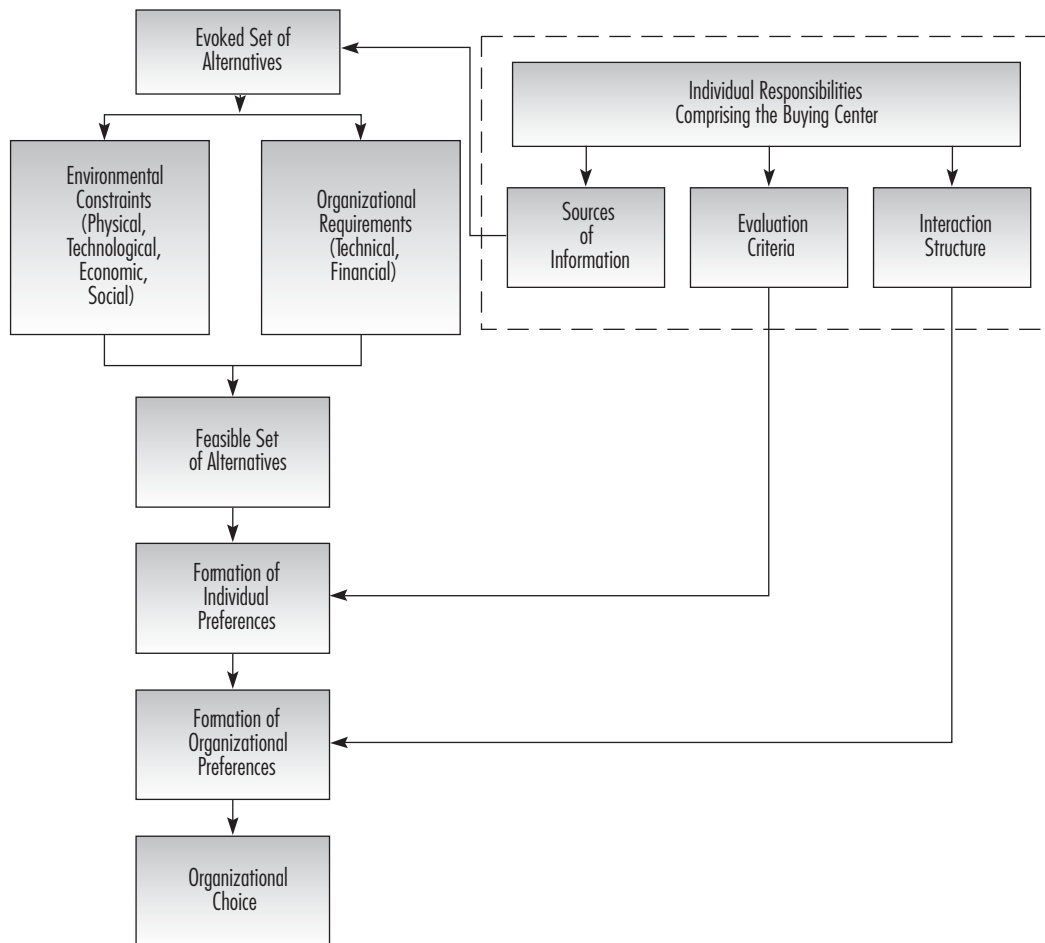 Evoked Set of
Alternatives
Individual Responsibilities
Comprising the Buying Center
Environmental
Constraints
(Physical,
Technological,
Economic,
Social)
Organizational
Requirements
(Technical,
Financial)
Sources
of
Information
Evaluation
Criteria
Interaction
Structure
Feasible Set
of Alternatives
Formation of
Individual
Preferences
Formation of
Organizational
Preferences
Organizational
Choice